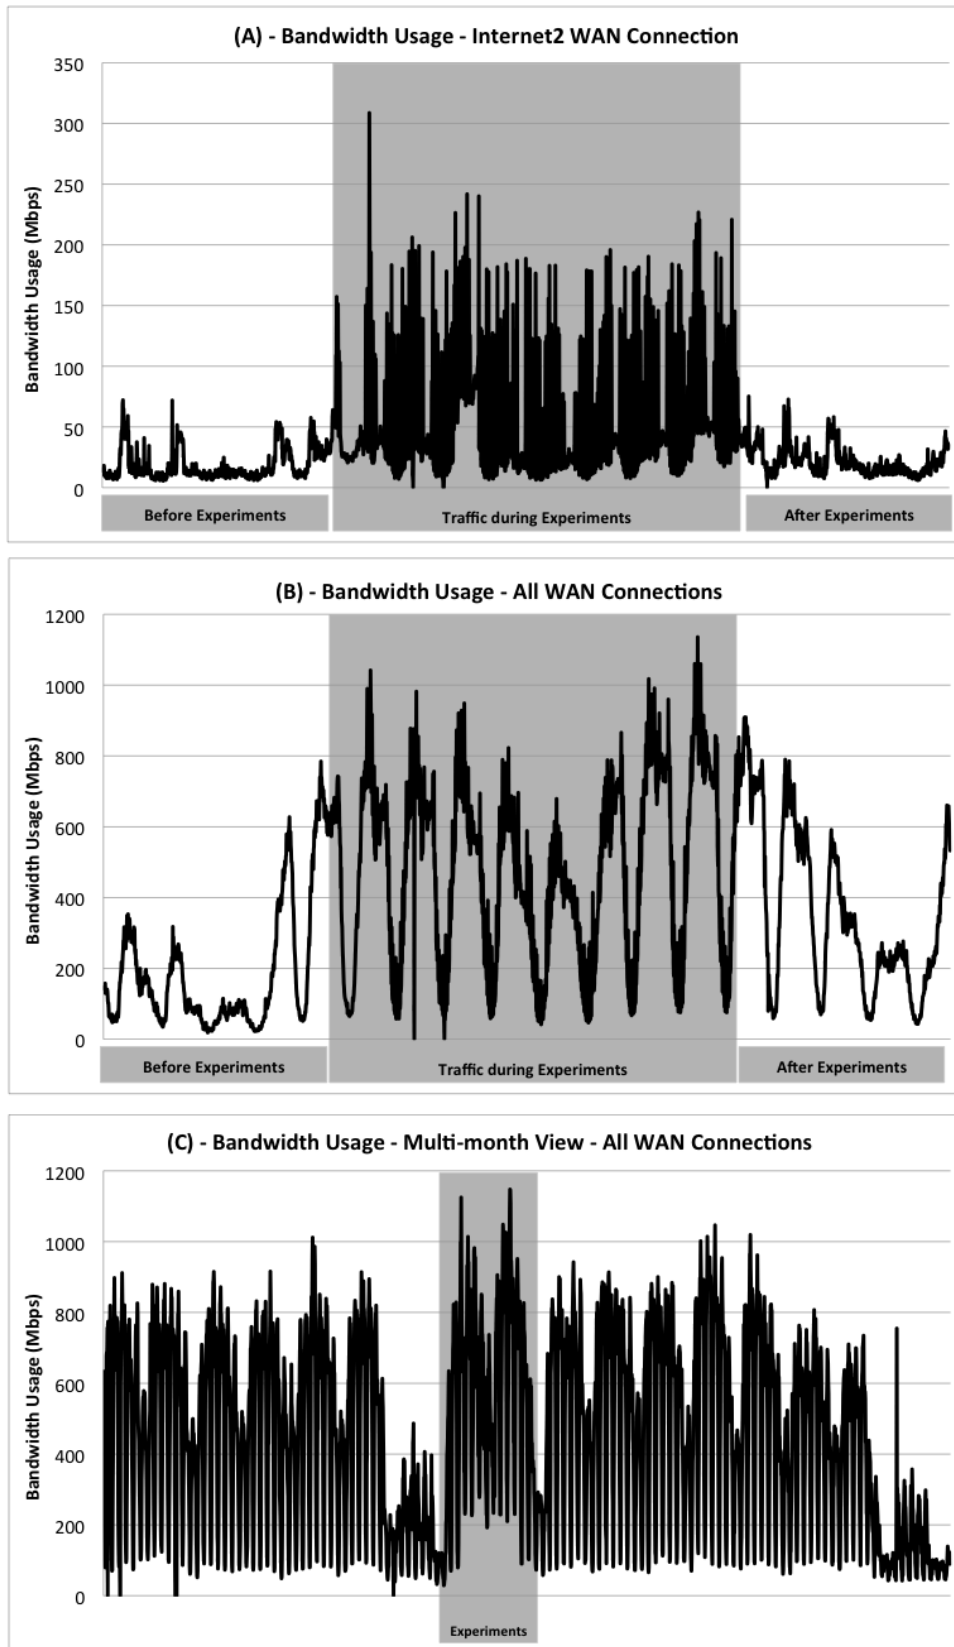 (A) - Bandwidth Usage - Internet2 WAN Connection
Bandwidth Usage (Mbps)
350
300
250
200
150
100
50
0
Before Experiments
Traffic during Experiments
After Experiments
(B) - Bandwidth Usage - All WAN Connections
Bandwidth Usage (Mbps)
1200
1000
800
600
400
200
0
Before Experiments
Traffic during Experiments
After Experiments
(C) - Bandwidth Usage - Multi-month View - All WAN Connections
Bandwidth Usage (Mbps)
1200
1000
800
600
400
200
0
Experiments